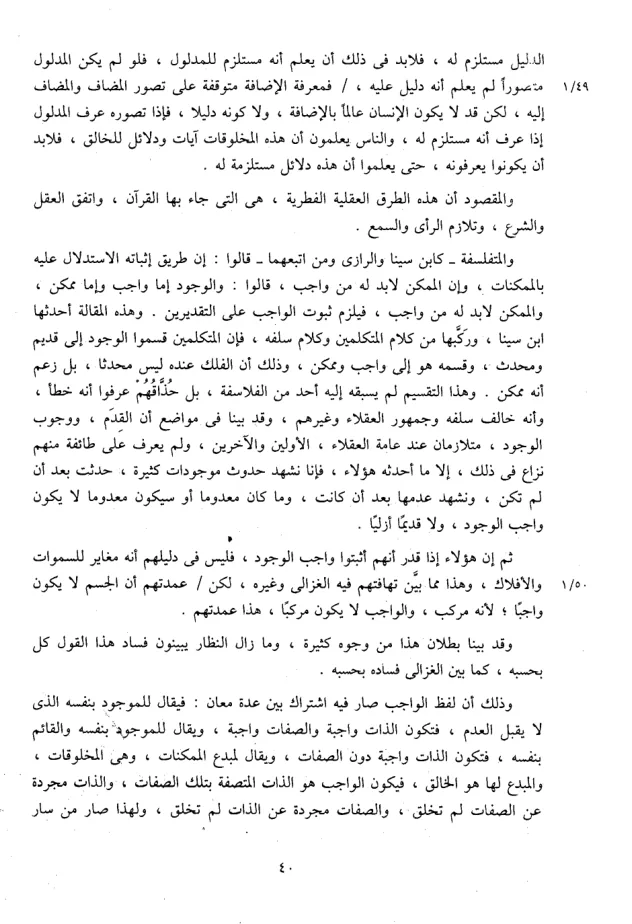 الدليل مستلزم له ، فلابد فى ذلك أن يعلم أنه مستلزم للمدلول ، فلو لم يكن المدلول
متصوراً لم يعلم أنه دليل عليه ، / فمعرفة الإضافة متوقفة على تصور المضاف والمضاف ١/٤٩
إليه ، لكن قد لا يكون الإنسان عالماً بالإضافة ، ولا كونه دليلا ، فإذا تصوره عرف المدلول
إذا عرف أنه مستلزم له ، والناس يعلمون أن هذه المخلوقات آيات ودلائل للخالق ، فلابد
أن يكونوا يعرفونه ، حتى يعلموا أن هذه دلائل مستلزمة له .
والمقصود أن هذه الطرق العقلية الفطرية ، هى التى جاء بها القرآن ، واتفق العقل
والشرع ، وتلازم الرأى والسمع .
والمتفلسفة ـ كابن سينا والرازى ومن اتبعهما ـ قالوا : إن طريق إثباته الاستدلال عليه
بالممكنات ، وإن الممكن لابد له من واجب ، قالوا : والوجود إما واجب وإما ممكن ،
والممكن لابد له من واجب ، فيلزم ثبوت الواجب على التقديرين . وهذه المقالة أحدثها
ابن سينا ، وركَّبها من كلام المتكلمين وكلام سلفه ، فإن المتكلمين قسموا الوجود إلى قديم
ومحدث ، وقسمه هو إلى واجب وممكن ، وذلك أن الفلك عنده ليس محدثا ، بل زعم
أنه ممكن . وهذا التقسيم لم يسبقه إليه أحد من الفلاسفة ، بل حُذَّاقُهُمْ عرفوا أنه خطأ ،
وأنه خالف سلفه وجمهور العقلاء وغيرهم ، وقد بينا فى مواضع أن القِدَم ، ووجوب
الوجود ، متلازمان عند عامة العقلاء ، الأولين والآخرين ، ولم يعرف على طائفة منهم
نزاع فى ذلك ، إلا ما أحدثه هؤلاء ، فإنا نشهد حدوث موجودات كثيرة ، حدثت بعد أن
لم تكن ، ونشهد عدمها بعد أن كانت ، وما كان معدوما أو سيكون معدوما لا يكون
واجب الوجود ، ولا قديمًا أزليًا .
ثم إن هؤلاء إذا قدر أنهم أثبتوا واجب الوجود ، فليس فى دليلهم أنه مغاير للسموات
والأفلاك ، وهذا مما بيَّن تهافتهم فيه الغزالى وغيره ، لكن / عمدتهم أن الجسم لا يكون ١/٥٠
واجبًا ؛ لأنه مركب ، والواجب لا يكون مركبًا ، هذا عمدتهم .
وقد بينا بطلان هذا من وجوه كثيرة ، وما زال النظار يبينون فساد هذا القول كل
بحسبه ، كما بين الغزالى فساده بحسبه .
وذلك أن لفظ الواجب صار فيه اشتراك بين عدة معان : فيقال للموجود بنفسه الذى
لا يقبل العدم ، فتكون الذات واجبة والصفات واجبة ، ويقال للموجود بنفسه والقائم
بنفسه ، فتكون الذات واجبة دون الصفات ، ويقال لمبدع الممكنات ، وهى المخلوقات ،
والمبدع لها هو الخالق ، فيكون الواجب هو الذات المتصفة بتلك الصفات ، والذات مجردة
عن الصفات لم تخلق ، والصفات مجردة عن الذات لم تخلق ، ولهذا صار من سار
٤٠